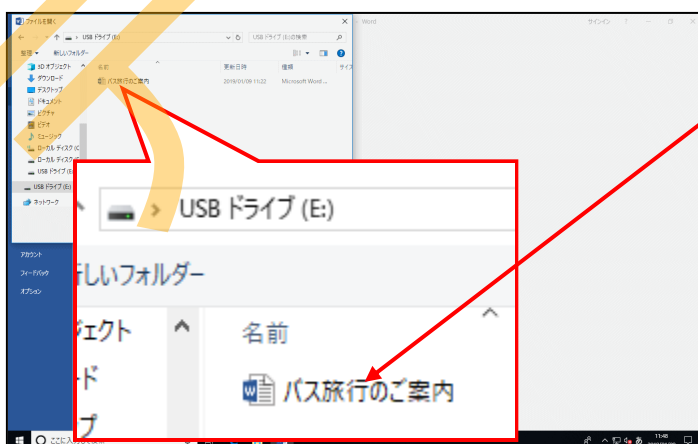 ファイルを開く
Word
サインイン ?
USB ドライブ (E:)
USB ドライブ (E:)の検索
整理 新しいフォルダー
3D オブジェクト
名前 更新日時 種類 サイズ
ダウンロード
バス旅行のご案内 2019/01/09 11:22 Microsoft Word ...
デスクトップ
ドキュメント
ピクチャ
ビデオ
ミュージック
ローカル ディスク (C
ローカル ディスク
USB ドライブ (E:
USB ドライブ (E:)
ネットワーク
アカウント
フィードバック
オプション
USB ドライブ (E:)
新しいフォルダー
ジェクト
名前
ード
バス旅行のご案内
プ
ここに入
あ
11:48